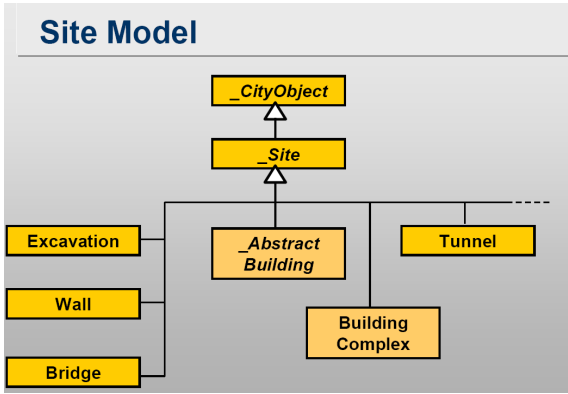 Site Model
_CityObject
_Site
Excavation
_Abstract
Building
Tunnel
Wall
Building
Complex
Bridge